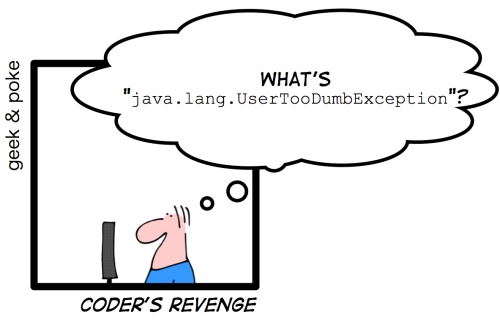 geek & poke
WHAT'S
"java.lang.UserTooDumbException"?
CODER'S REVENGE